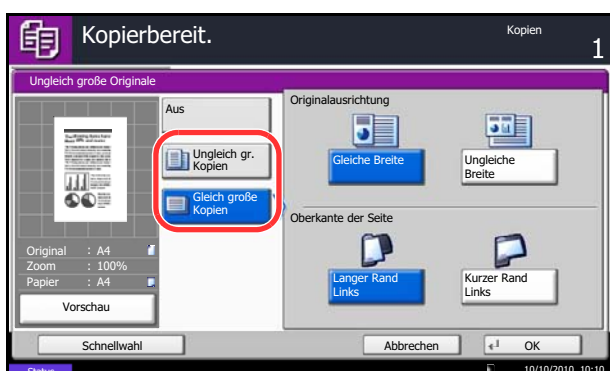 Kopierbereit.
Kopien
1
Ungleich große Originale
Aus
Ungleich gr.
Kopien
Gleich große
Kopien
Originalausrichtung
Gleiche Breite
Ungleiche
Breite
Oberkante der Seite
Langer Rand
Links
Kurzer Rand
Links
Original : A4
Zoom : 100%
Papier : A4
Vorschau
Schnellwahl
Abbrechen
OK
Status
10/10/2010 10:10